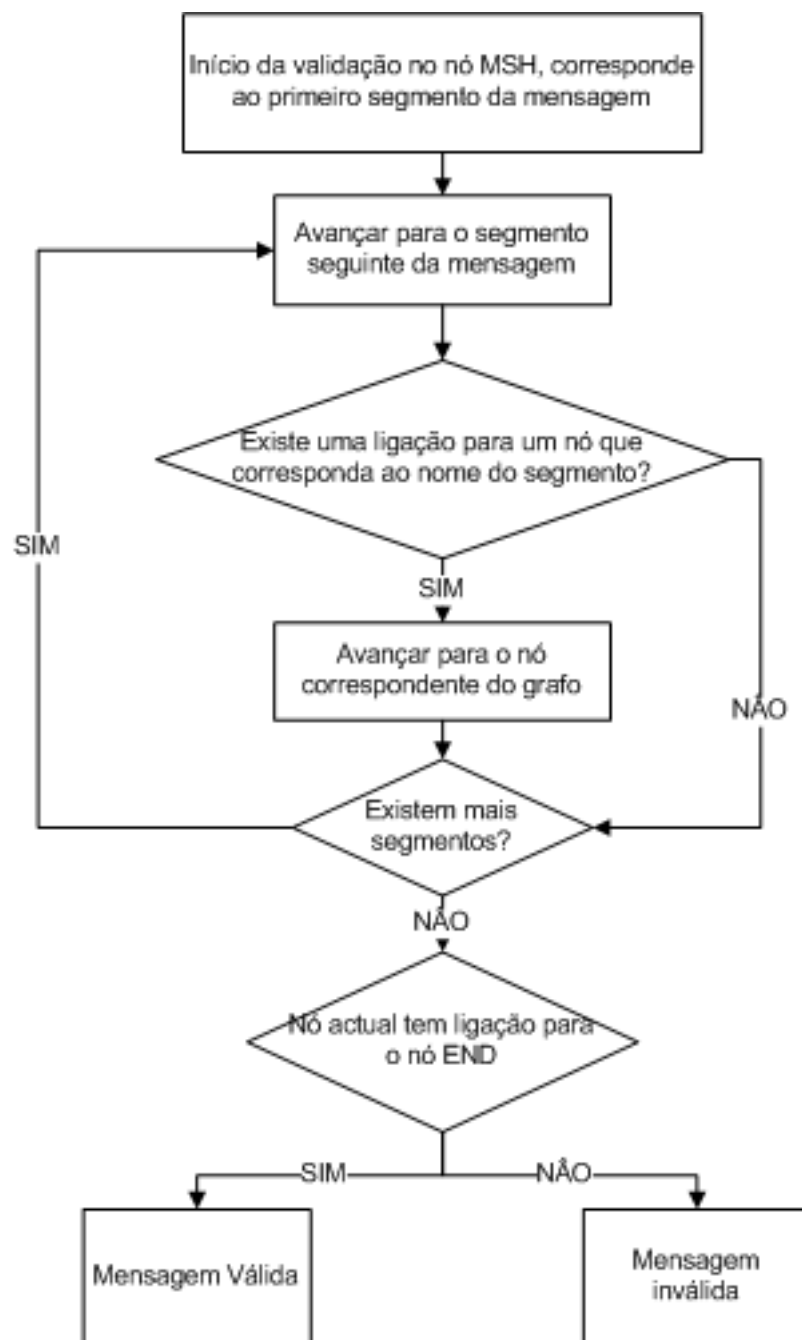 Início da validação no nó MSH, corresponde
ao primeiro segmento da mensagem
Avançar para o segmento
seguinte da mensagem
Existe uma ligação para um nó que
corresponda ao nome do segmento?
SIM
SIM
Avançar para o nó
correspondente do grafo
NÃO
Existem mais
segmentos?
NÃO
Nó actual tem ligação para
o nó END
SIM
NÃO
Mensagem Válida
Mensagem
inválida